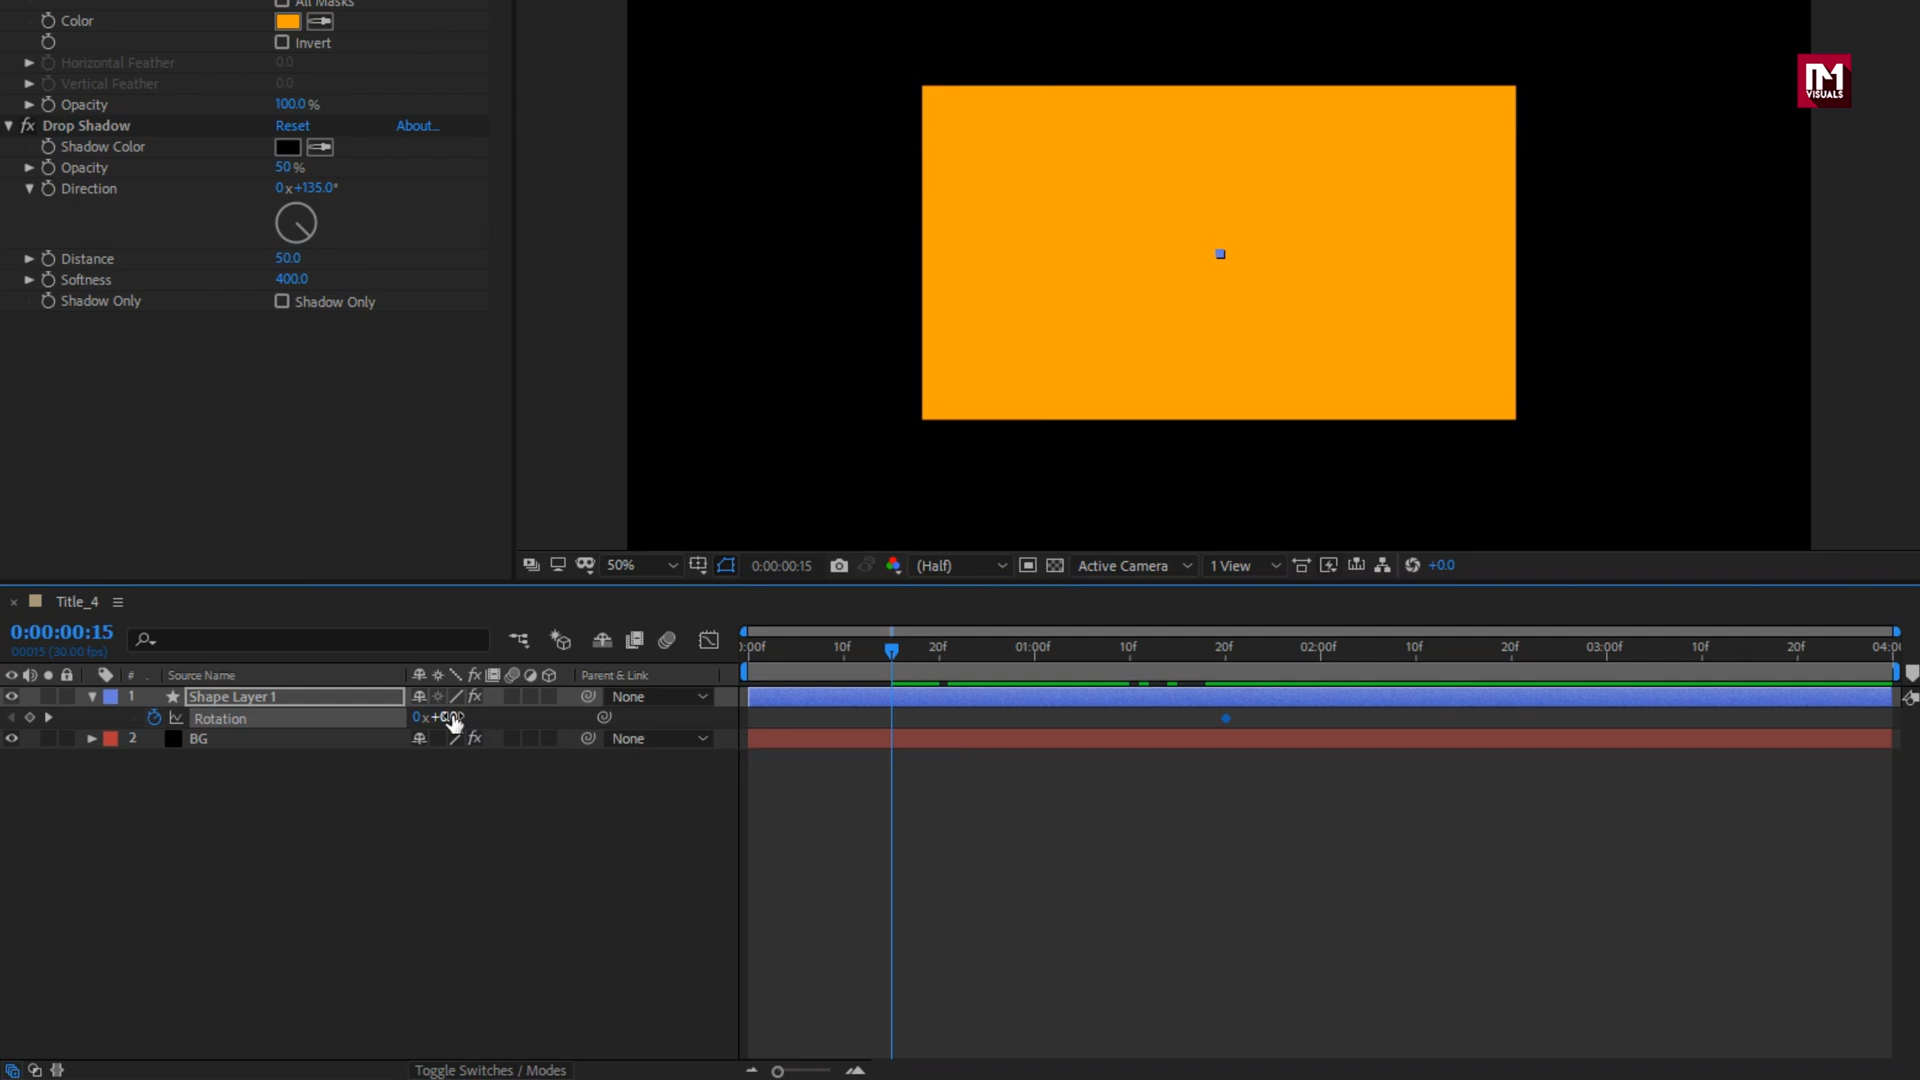 All Masks
Color
Invert
Horizontal Feather 0.0
Vertical Feather 0.0
Opacity 100.0 %
fx Drop Shadow Reset About...
Shadow Color
Opacity 50 %
Direction 0x+135.0°
Distance 50.0
Softness 400.0
Shadow Only Shadow Only
VISUALS
50% 0:00:00:15 (Half) Active Camera 1 View +0.0
Title_4
0:00:00:15
00015 (30.00 fps)
:00f 10f 20f 01:00f 10f 20f 02:00f 10f 20f 03:00f 10f 20f 04:0
# . Source Name fx Parent & Link
1 Shape Layer 1 fx None
Rotation 0x
2 BG fx None
Toggle Switches / Modes